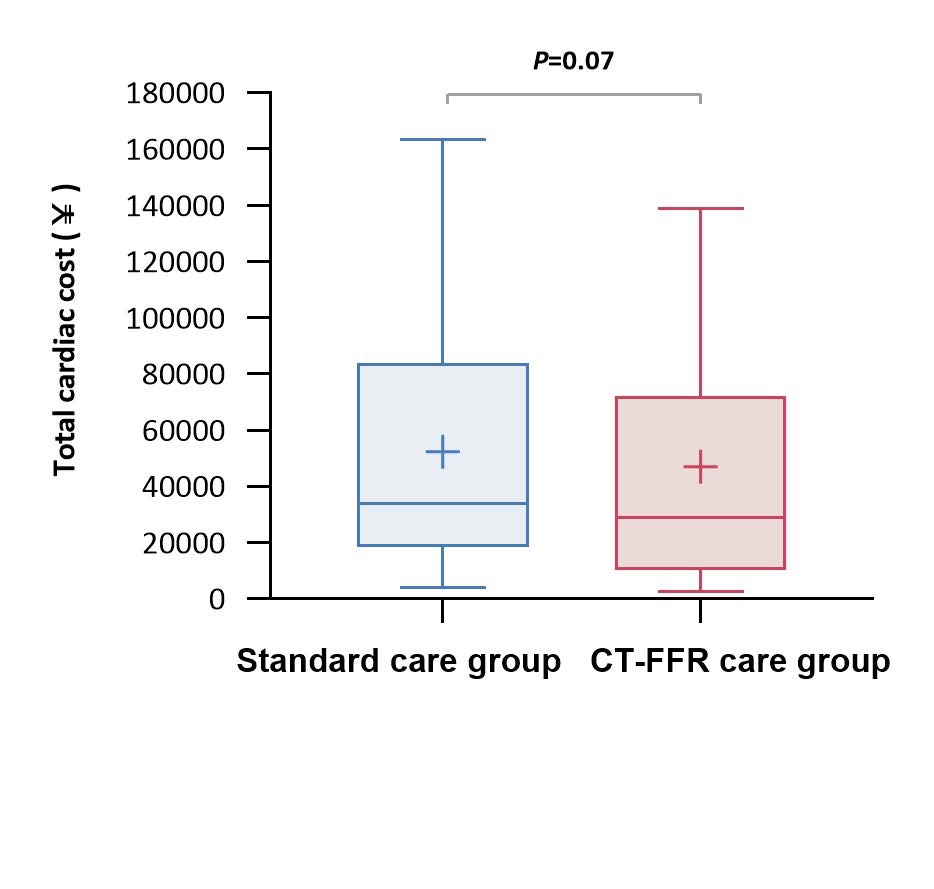 P=0.07
180000
160000
140000
120000
100000
80000
60000
40000
20000
0
Total cardiac cost (¥)
Standard care group
CT-FFR care group